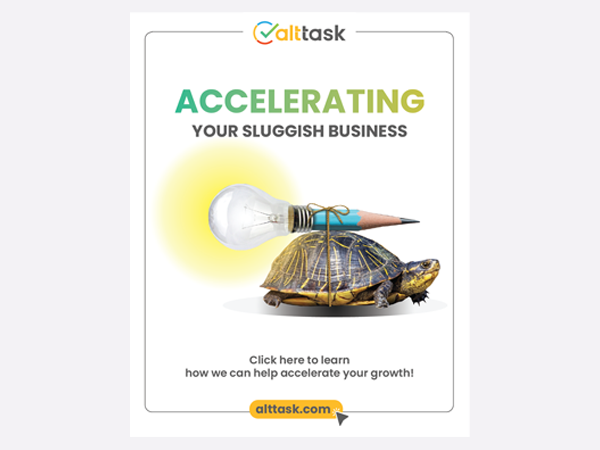 alttask
ACCELERATING
YOUR SLUGGISH BUSINESS
Click here to learn
how we can help accelerate your growth!
alttask.com